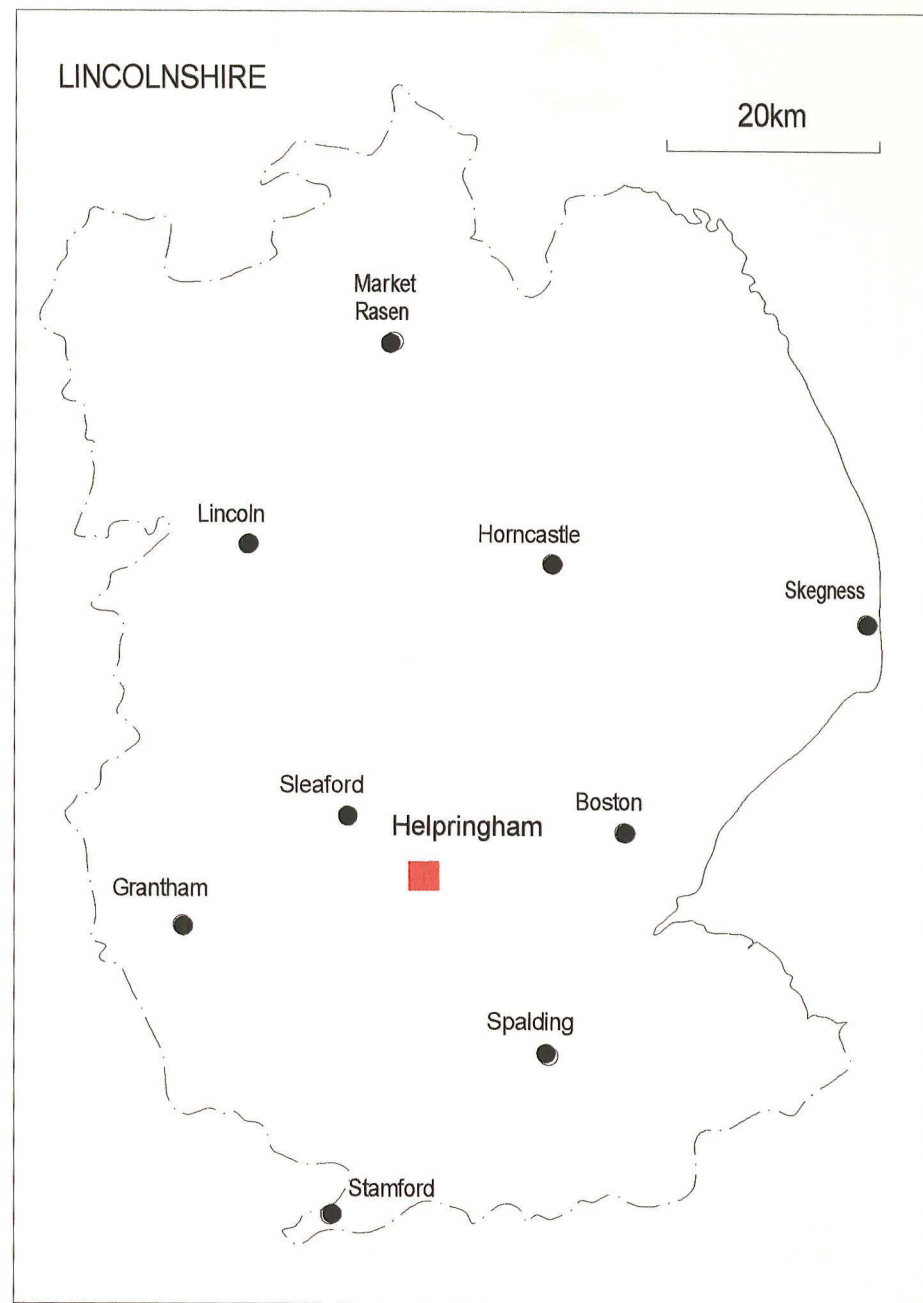 LINCOLNSHIRE
20km
Market
Rasen
Lincoln
Horncastle
Skegness
Sleaford
Helpringham
Boston
Grantham
Spalding
Stamford